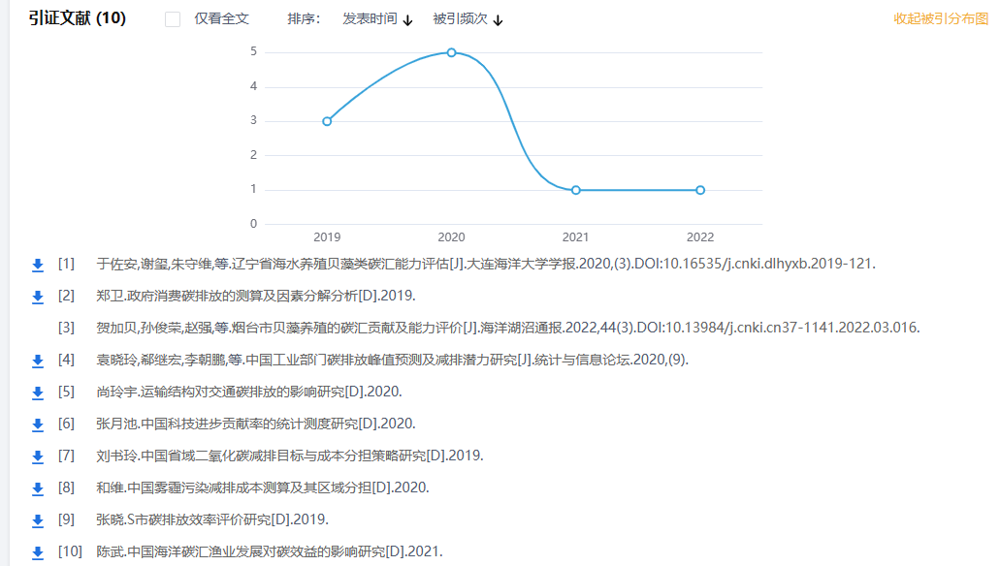 引证文献 (10) 仅看全文 排序： 发表时间 被引频次 收起被引分布图
5
4
3
2
1
0
2019 2020 2021 2022
[1] 于佐安,谢玺,朱守维,等.辽宁省海水养殖贝藻类碳汇能力评估[J].大连海洋大学学报.2020,(3).DOI:10.16535/j.cnki.dlhyxb.2019-121.
[2] 郑卫.政府消费碳排放的测算及因素分解分析[D].2019.
[3] 贺加贝,孙俊荣,赵强,等.烟台市贝藻养殖的碳汇贡献及能力评价[J].海洋湖沼通报.2022,44(3).DOI:10.13984/j.cnki.cn37-1141.2022.03.016.
[4] 袁晓玲,郗继宏,李朝鹏,等.中国工业部门碳排放峰值预测及减排潜力研究[J].统计与信息论坛.2020,(9).
[5] 尚玲宇.运输结构对交通碳排放的影响研究[D].2020.
[6] 张月池.中国科技进步贡献率的统计测度研究[D].2020.
[7] 刘书玲.中国省域二氧化碳减排目标与成本分担策略研究[D].2019.
[8] 和维.中国雾霾污染减排成本测算及其区域分担[D].2020.
[9] 张晓.S市碳排放效率评价研究[D].2019.
[10] 陈武.中国海洋碳汇渔业发展对碳效益的影响研究[D].2021.